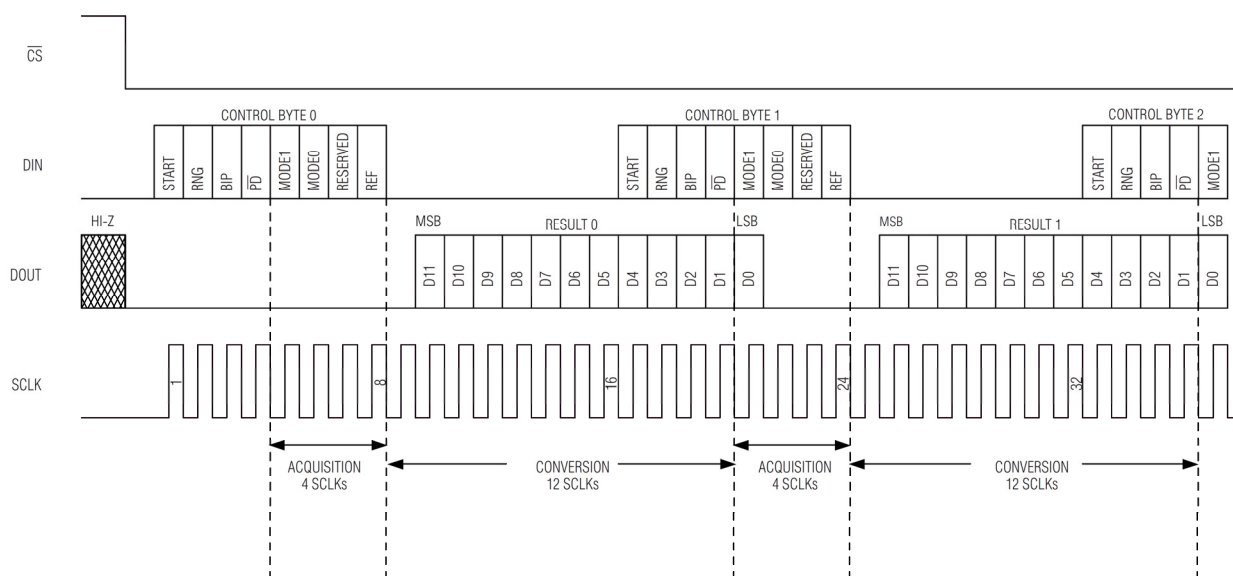 CS
CONTROL BYTE 0
CONTROL BYTE 1
CONTROL BYTE 2
DIN
START
RNG
BIP
PD
MODE1
MODE0
RESERVED
REF
START
RNG
BIP
PD
MODE1
MODE0
RESERVED
REF
START
RNG
BIP
PD
MODE1
HI-Z
MSB
RESULT 0
LSB
MSB
RESULT 1
LSB
DOUT
D11
D10
D9
D8
D7
D6
D5
D4
D3
D2
D1
D0
D11
D10
D9
D8
D7
D6
D5
D4
D3
D2
D1
D0
SCLK
1
8
16
24
32
ACQUISITION
4 SCLKs
CONVERSION
12 SCLKs
ACQUISITION
4 SCLKs
CONVERSION
12 SCLKs